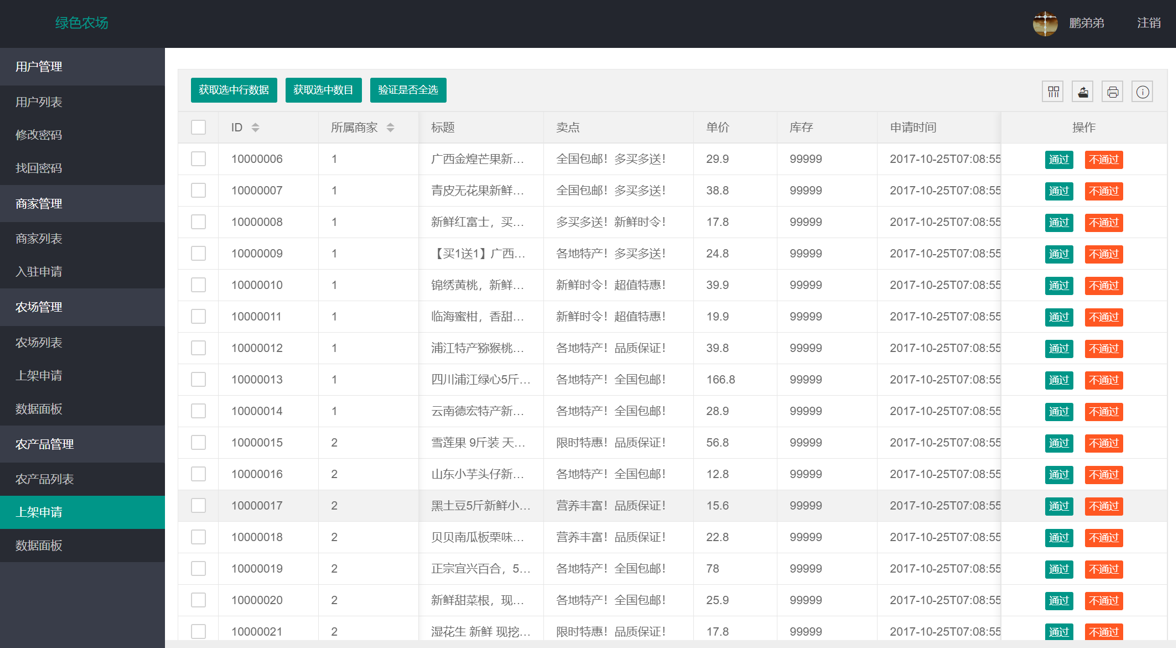 绿色农场
鹏弟弟
注销
用户管理
用户列表
修改密码
找回密码
商家管理
商家列表
入驻申请
农场管理
农场列表
上架申请
数据面板
农产品管理
农产品列表
上架申请
数据面板
获取选中行数据 获取选中数目 验证是否全选
ID 所属商家 标题 卖点 单价 库存 申请时间 操作
10000006 1 广西金煌芒果新... 全国包邮！多买多送！ 29.9 99999 2017-10-25T07:08:55 通过 不通过
10000007 1 青皮无花果新鲜... 全国包邮！多买多送！ 38.8 99999 2017-10-25T07:08:55 通过 不通过
10000008 1 新鲜红富士，买... 多买多送！新鲜时令！ 17.8 99999 2017-10-25T07:08:55 通过 不通过
10000009 1 【买1送1】广西... 各地特产！多买多送！ 24.8 99999 2017-10-25T07:08:55 通过 不通过
10000010 1 锦绣黄桃，新鲜... 新鲜时令！超值特惠！ 39.9 99999 2017-10-25T07:08:55 通过 不通过
10000011 1 临海蜜柑，香甜... 新鲜时令！超值特惠！ 19.9 99999 2017-10-25T07:08:55 通过 不通过
10000012 1 浦江特产猕猴桃... 各地特产！品质保证！ 39.8 99999 2017-10-25T07:08:55 通过 不通过
10000013 1 四川浦江绿心5斤... 各地特产！全国包邮！ 166.8 99999 2017-10-25T07:08:55 通过 不通过
10000014 1 云南德宏特产新... 各地特产！全国包邮！ 28.9 99999 2017-10-25T07:08:55 通过 不通过
10000015 2 雪莲果 9斤装 天... 限时特惠！品质保证！ 56.8 99999 2017-10-25T07:08:55 通过 不通过
10000016 2 山东小芋头仔新... 各地特产！全国包邮！ 12.8 99999 2017-10-25T07:08:55 通过 不通过
10000017 2 黑土豆5斤新鲜小... 营养丰富！品质保证！ 15.6 99999 2017-10-25T07:08:55 通过 不通过
10000018 2 贝贝南瓜板栗味... 营养丰富！品质保证！ 22.8 99999 2017-10-25T07:08:55 通过 不通过
10000019 2 正宗宜兴百合，5... 各地特产！全国包邮！ 78 99999 2017-10-25T07:08:55 通过 不通过
10000020 2 新鲜甜菜根，现... 各地特产！全国包邮！ 25.9 99999 2017-10-25T07:08:55 通过 不通过
10000021 2 湿花生 新鲜 现挖... 限时特惠！品质保证！ 17.8 99999 2017-10-25T07:08:55 通过 不通过